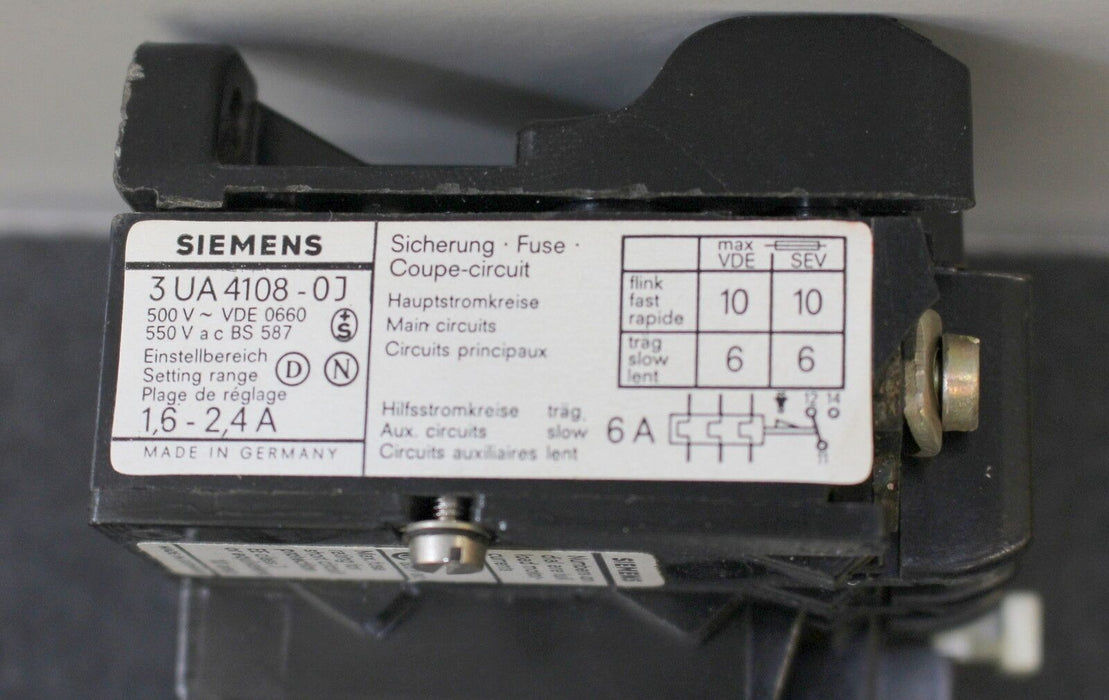 SIEMENS
3 UA 4108 - 0J
500 V ~ VDE 0660
550 V a c BS 587
+S
Einstellbereich
Setting range
D N
Plage de réglage
1,6 - 2,4 A
MADE IN GERMANY
Sicherung · Fuse ·
Coupe-circuit
Hauptstromkreise
Main circuits
Circuits principaux
max
VDE SEV
flink
fast
rapide
10 10
träg
slow
lent
6 6
Hilfsstromkreise träg,
Aux. circuits slow
Circuits auxiliaires lent
6 A
12 14
11
SIEMENS